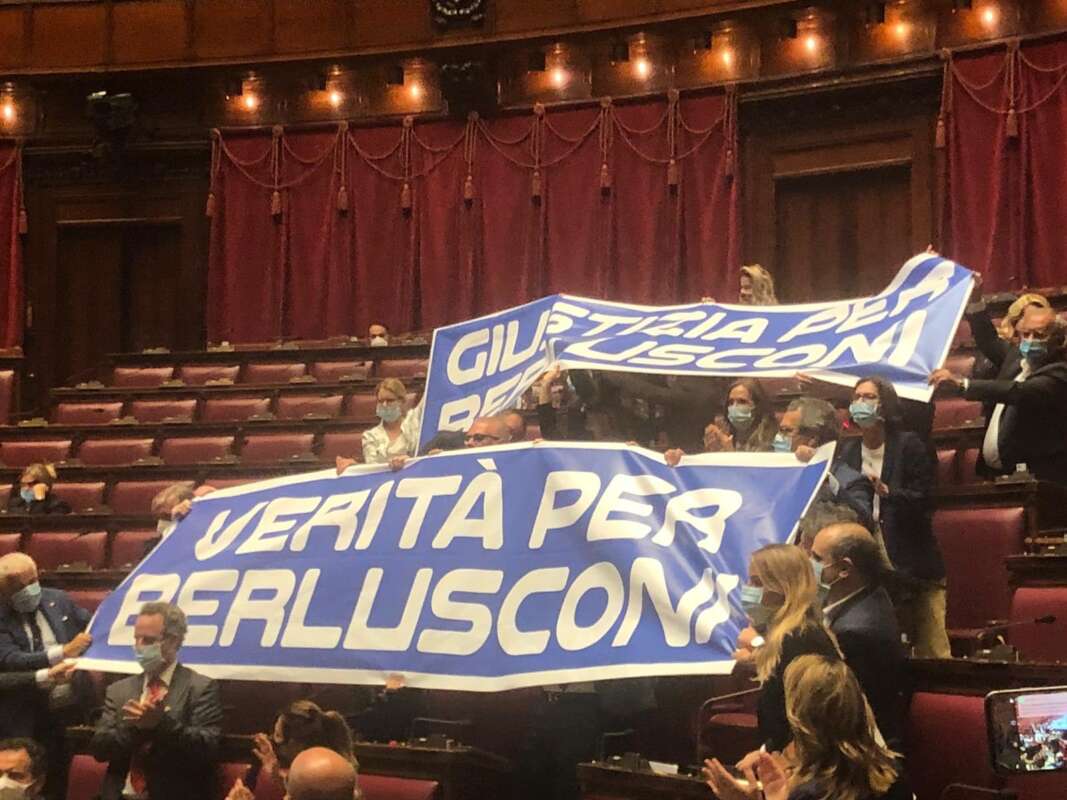 GIUSTIZIA PER
BERLUSCONI
VERITÀ PER
BERLUSCONI